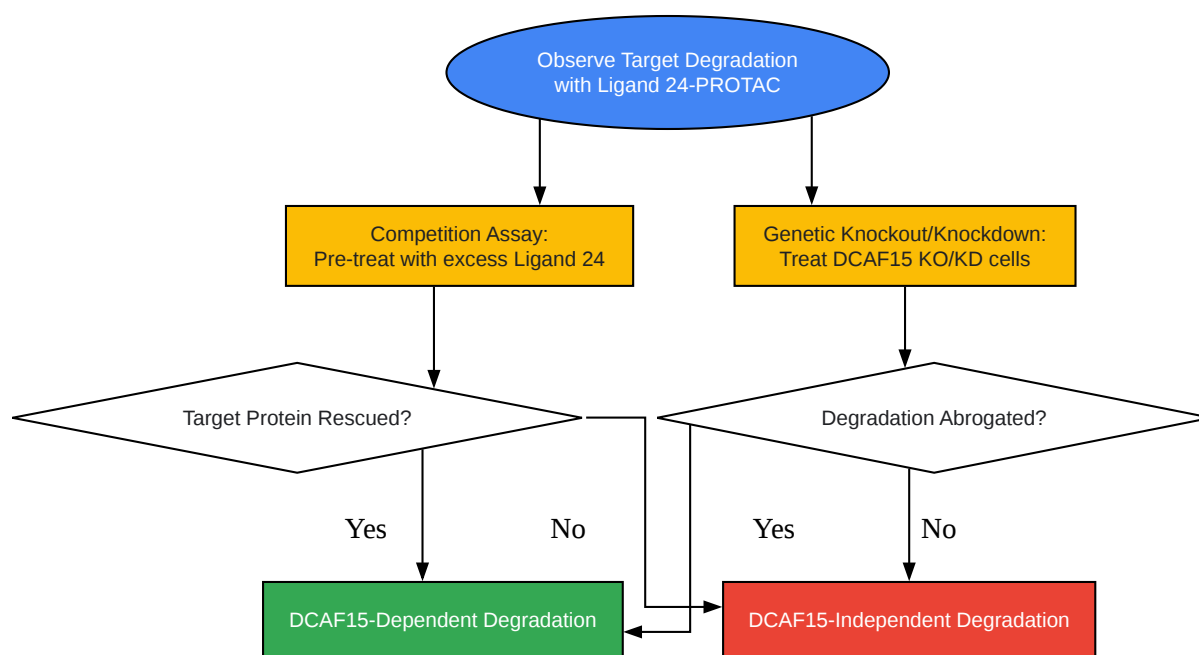 Observe Target Degradation
with Ligand 24-PROTAC
Competition Assay:
Pre-treat with excess Ligand 24
Genetic Knockout/Knockdown:
Treat DCAF15 KO/KD cells
Target Protein Rescued?
Degradation Abrogated?
Yes
No
Yes
No
DCAF15-Dependent Degradation
DCAF15-Independent Degradation